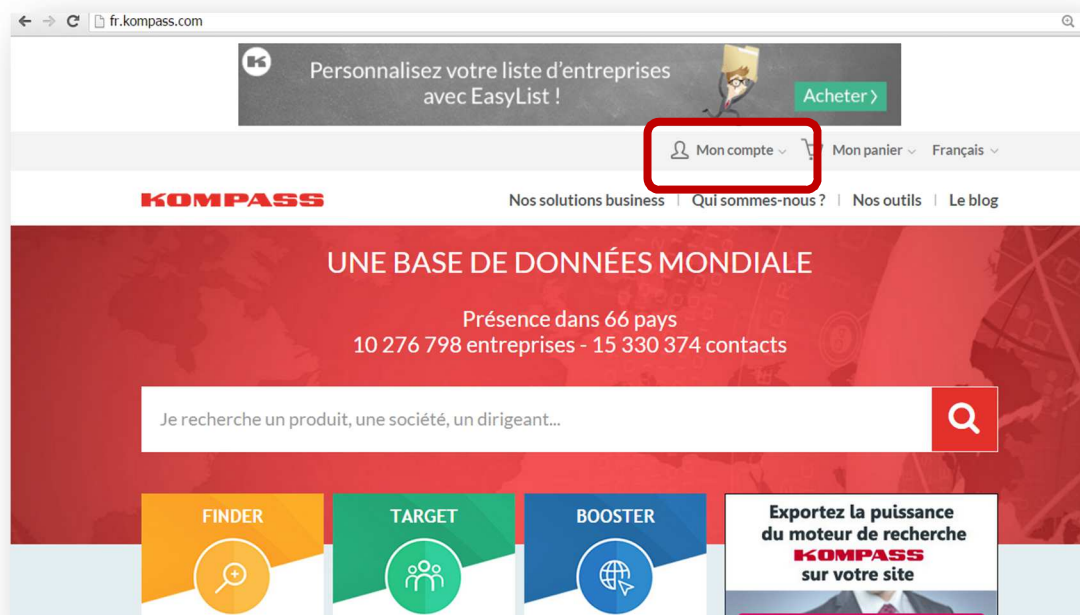 fr.kompass.com
K
Personnalisez votre liste d'entreprises
avec EasyList !
Acheter
Mon compte Mon panier Français
KOMPASS
Nos solutions business | Qui sommes-nous ? | Nos outils | Le blog
UNE BASE DE DONNÉES MONDIALE
Présence dans 66 pays
10 276 798 entreprises - 15 330 374 contacts
Je recherche un produit, une société, un dirigeant...
FINDER
TARGET
BOOSTER
Exportez la puissance
du moteur de recherche
KOMPASS
sur votre site